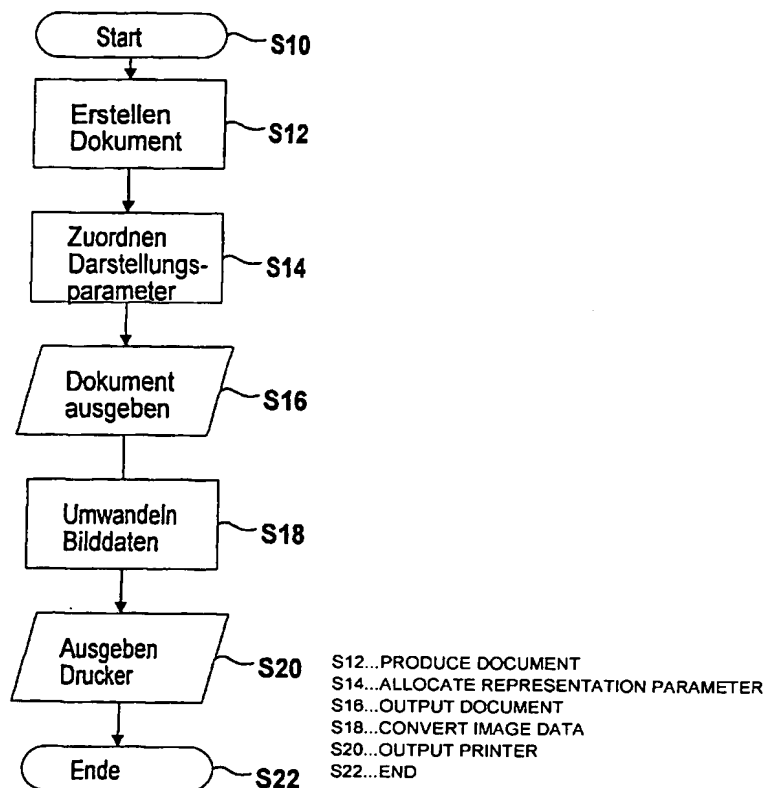 Start
S10
Erstellen
Dokument
S12
Zuordnen
Darstellungs-
parameter
S14
Dokument
ausgeben
S16
Umwandeln
Bilddaten
S18
Ausgeben
Drucker
S20
Ende
S22
S12...PRODUCE DOCUMENT
S14...ALLOCATE REPRESENTATION PARAMETER
S16...OUTPUT DOCUMENT
S18...CONVERT IMAGE DATA
S20...OUTPUT PRINTER
S22...END